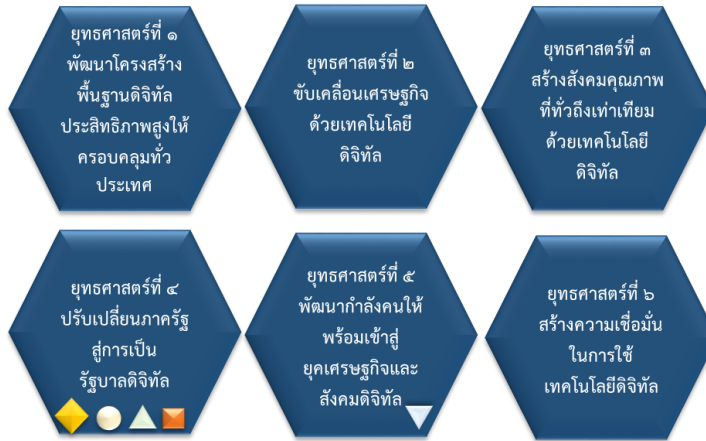 ยุทธศาสตร์ที่ ๑
พัฒนาโครงสร้าง
พื้นฐานดิจิทัล
ประสิทธิภาพสูงให้
ครอบคลุมทั่ว
ประเทศ
ยุทธศาสตร์ที่ ๒
ขับเคลื่อนเศรษฐกิจ
ด้วยเทคโนโลยี
ดิจิทัล
ยุทธศาสตร์ที่ ๓
สร้างสังคมคุณภาพ
ที่ทั่วถึงเท่าเทียม
ด้วยเทคโนโลยี
ดิจิทัล
ยุทธศาสตร์ที่ ๔
ปรับเปลี่ยนภาครัฐ
สู่การเป็น
รัฐบาลดิจิทัล
ยุทธศาสตร์ที่ ๕
พัฒนากำลังคนให้
พร้อมเข้าสู่
ยุคเศรษฐกิจและ
สังคมดิจิทัล
ยุทธศาสตร์ที่ ๖
สร้างความเชื่อมั่น
ในการใช้
เทคโนโลยีดิจิทัล